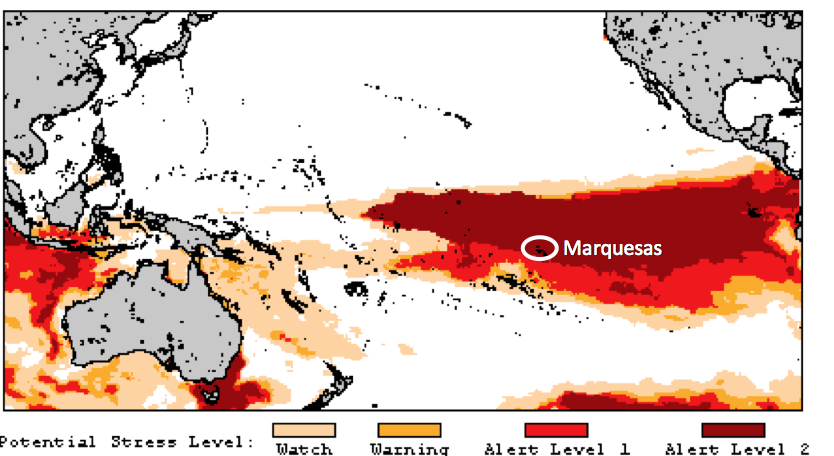 Marquesas
Potential Stress Level: Watch Warning Alert Level 1 Alert Level 2